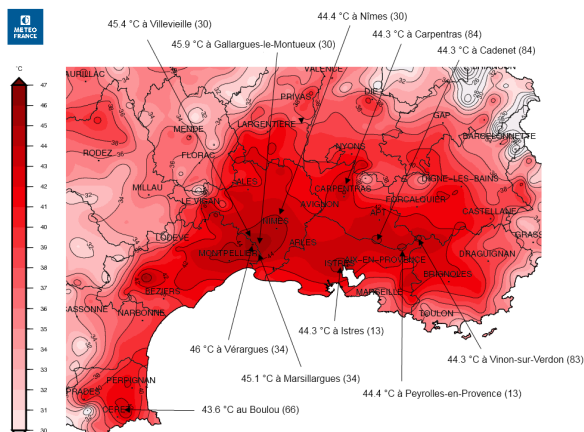 METEO
FRANCE
45.4 °C à Villevieille (30)
44.4 °C à Nîmes (30)
45.9 °C à Gallargues-le-Montueux (30)
44.3 °C à Carpentras (84)
44.3 °C à Cadenet (84)
°C
47
46
45
44
43
42
41
40
39
38
37
36
35
34
33
32
31
30
AURILLAC
VALENCE
BRIANCON
PRIVAS
DIE
GAP
LARGENTIERE
MENDE
BARCELONNETTE
NYONS
RODEZ
FLORAC
DIGNE-LES-BAINS
MILLAU
ALES
CARPENTRAS
LE VIGAN
AVIGNON
FORCALQUIER
APT
CASTELLANE
NIMES
LODEVE
ARLES
GRASS
MONTPELLIER
ISTRES
AIX-EN-PROVENCE
DRAGUIGNAN
BRIGNOLES
BEZIERS
MARSEILLE
CASSONNE
NARBONNE
TOULON
44.3 °C à Istres (13)
46 °C à Vérargues (34)
44.3 °C à Vinon-sur-Verdon (83)
45.1 °C à Marsillargues (34)
PERPIGNAN
PRADES
44.4 °C à Peyrolles-en-Provence (13)
CERET
43.6 °C au Boulou (66)